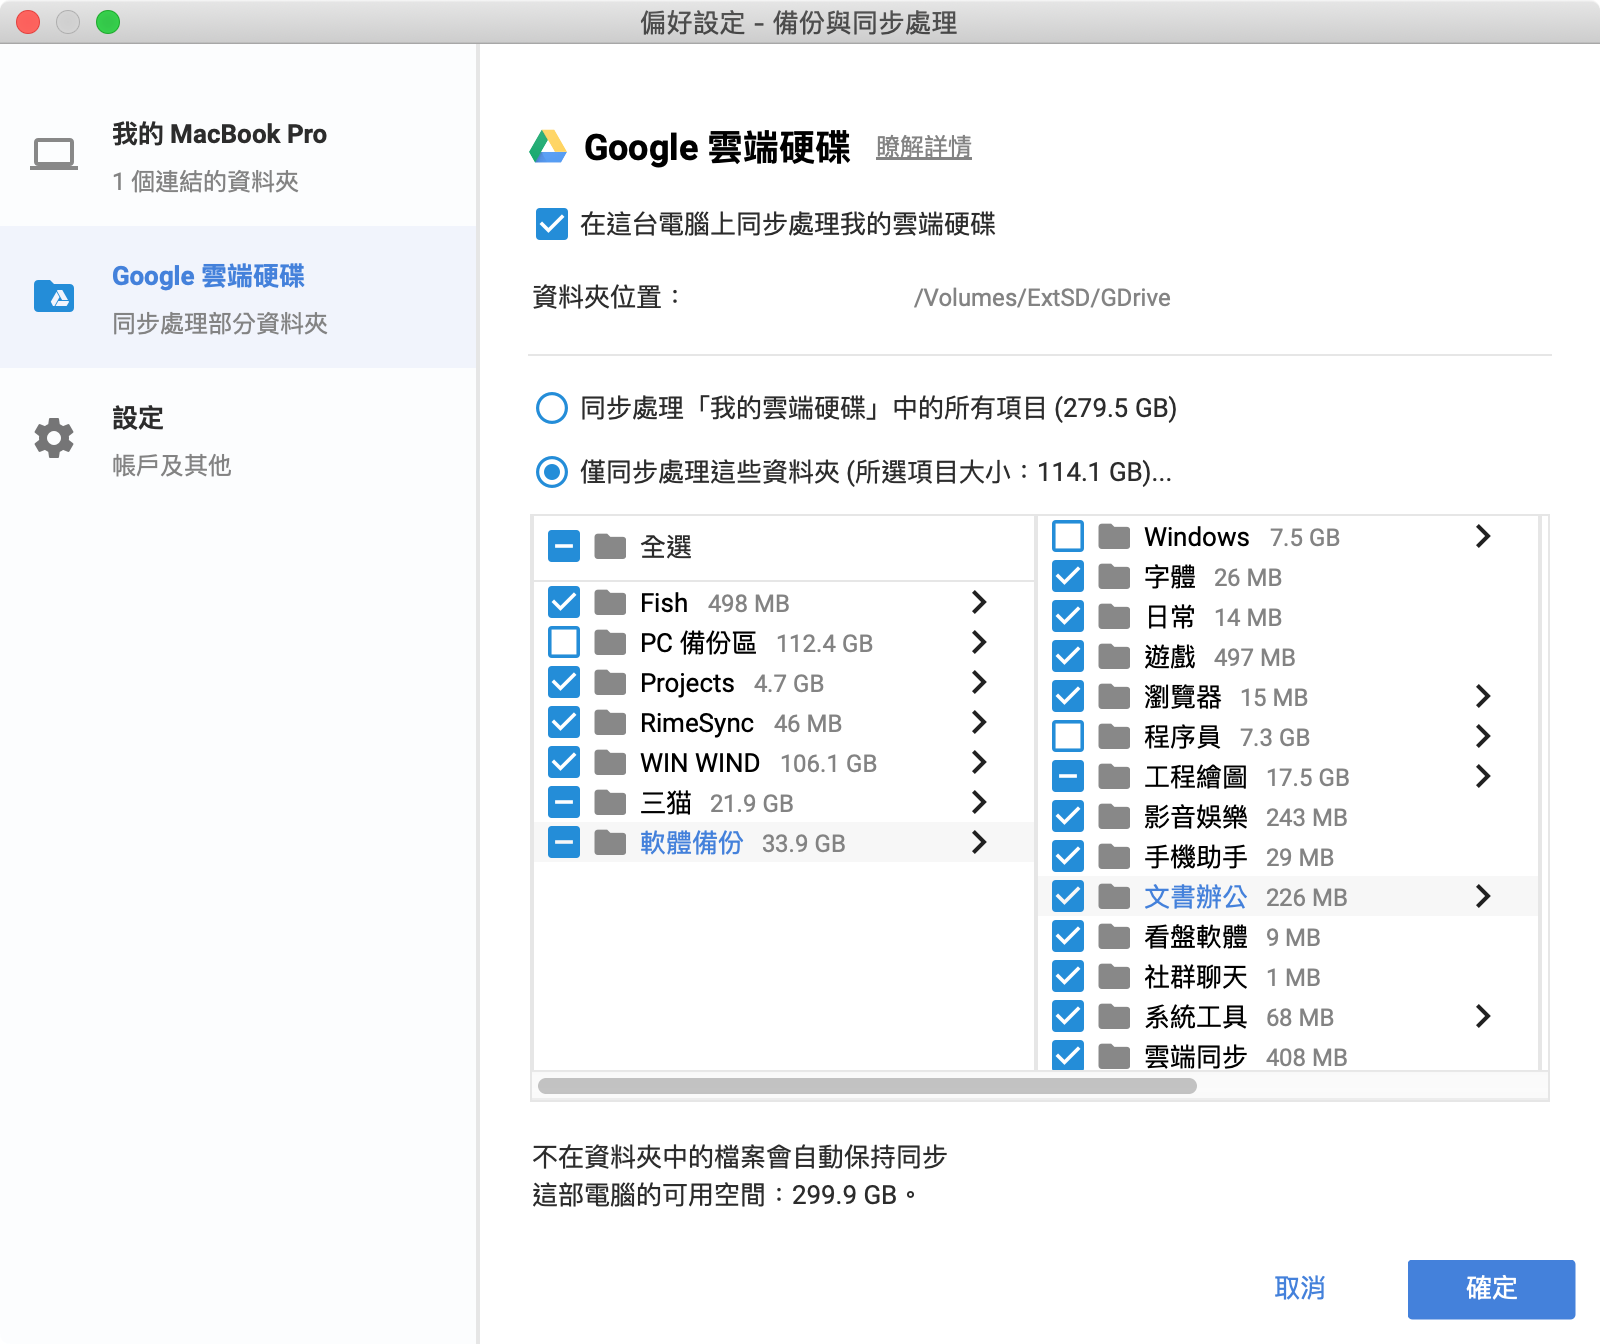 偏好設定 - 備份與同步處理
我的 MacBook Pro
1 個連結的資料夾
Google 雲端硬碟
同步處理部分資料夾
設定
帳戶及其他
Google 雲端硬碟 瞭解詳情
在這台電腦上同步處理我的雲端硬碟
資料夾位置： /Volumes/ExtSD/GDrive
同步處理「我的雲端硬碟」中的所有項目 (279.5 GB)
僅同步處理這些資料夾 (所選項目大小：114.1 GB)...
全選
Fish 498 MB
PC 備份區 112.4 GB
Projects 4.7 GB
RimeSync 46 MB
WIN WIND 106.1 GB
三猫 21.9 GB
軟體備份 33.9 GB
Windows 7.5 GB
字體 26 MB
日常 14 MB
遊戲 497 MB
瀏覽器 15 MB
程序員 7.3 GB
工程繪圖 17.5 GB
影音娛樂 243 MB
手機助手 29 MB
文書辦公 226 MB
看盤軟體 9 MB
社群聊天 1 MB
系統工具 68 MB
雲端同步 408 MB
不在資料夾中的檔案會自動保持同步
這部電腦的可用空間：299.9 GB。
取消
確定